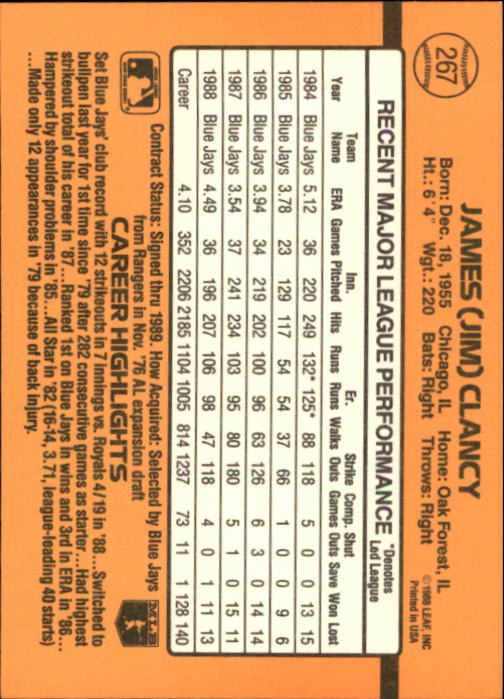 267
JAMES (JIM) CLANCY
Born: Dec. 18, 1955 Chicago, IL Home: Oak Forest, IL
Ht.: 6' 4" Wgt.: 220 Bats: Right Throws: Right
© 1988 LEAF, INC
Printed in USA
RECENT MAJOR LEAGUE PERFORMANCE *Denotes Led League
Year Team Name ERA Games Inn. Pitched Hits Runs Er. Runs Walks Strike Outs Comp. Games Shut Outs Save Won Lost
1984 Blue Jays 5.12 36 220 249 132* 125* 88 118 5 0 0 13 15
1985 Blue Jays 3.78 23 129 117 54 54 37 66 1 0 0 9 6
1986 Blue Jays 3.94 34 219 202 100 96 63 126 6 3 0 14 14
1987 Blue Jays 3.54 37 241 234 103 95 80 180 5 1 0 15 11
1988 Blue Jays 4.49 36 196 207 106 98 47 118 4 0 1 11 13
Career 4.10 352 2206 2185 1104 1005 814 1237 73 11 1 128 140
Contract Status: Signed thru 1989. How Acquired: Selected by Blue Jays
from Rangers in Nov. '76 AL expansion draft
CAREER HIGHLIGHTS
MLB
Set Blue Jays' club record with 12 strikeouts in 7 innings vs. Royals 4/19 in '88...Switched to
bullpen last year for 1st time since '79 after 282 consecutive games as starter...Had highest
strikeout total of his career in '87...Ranked 1st on Blue Jays in wins and 3rd in ERA in '86...
Hampered by shoulder problems in '85...All Star in '82 (16-14, 3.71, league-leading 40 starts)
...Made only 12 appearances in '79 because of back injury.